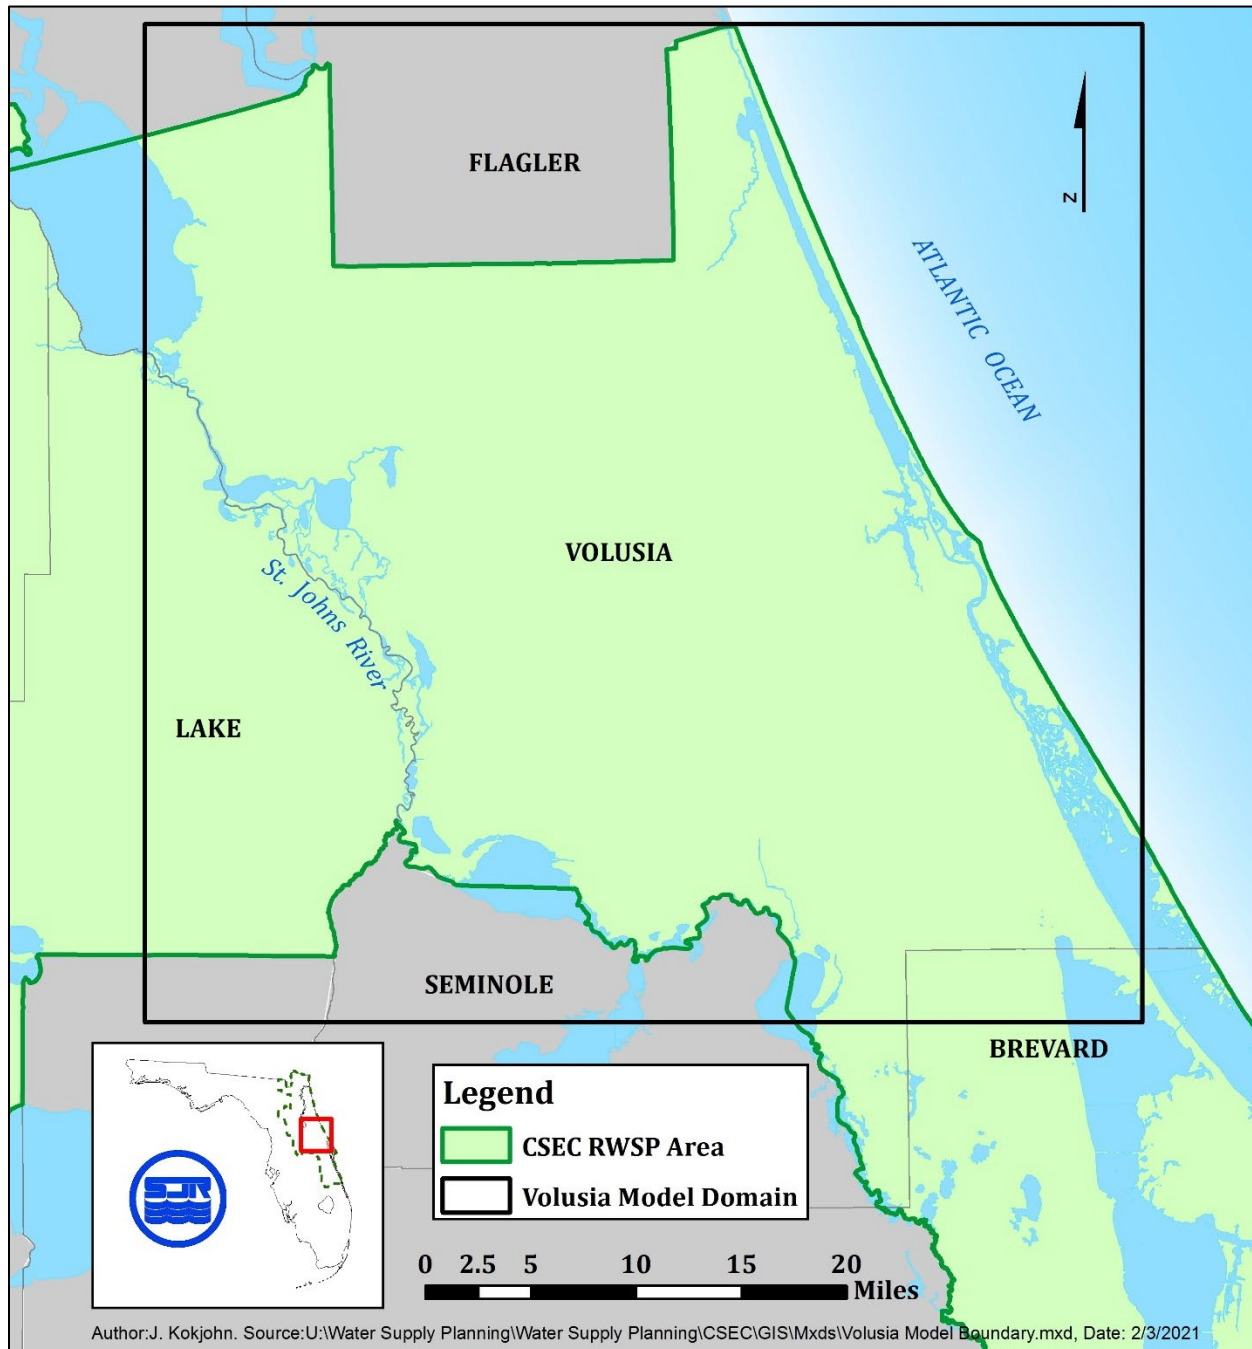 FLAGLER
N
ATLANTIC OCEAN
VOLUSIA
St. Johns River
LAKE
SEMINOLE
BREVARD
Legend
CSEC RWSP Area
Volusia Model Domain
SJR
0 2.5 5 10 15 20
Miles
Author:J. Kokjohn. Source:U:\Water Supply Planning\Water Supply Planning\CSEC\GIS\Mxds\Volusia Model Boundary.mxd, Date: 2/3/2021